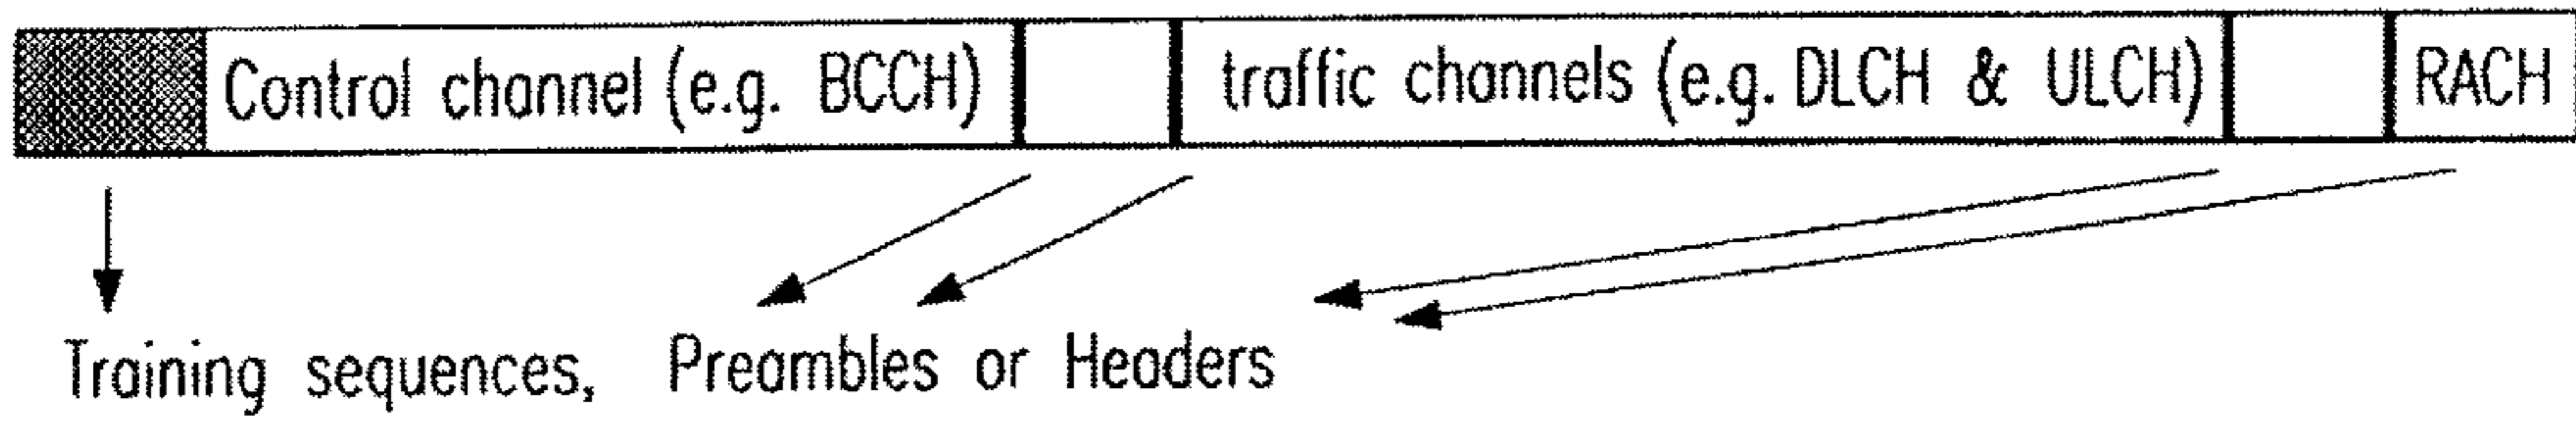 Control channel (e.g. BCCH) traffic channels (e.g. DLCH & ULCH) RACH
Training sequences, Preambles or Headers